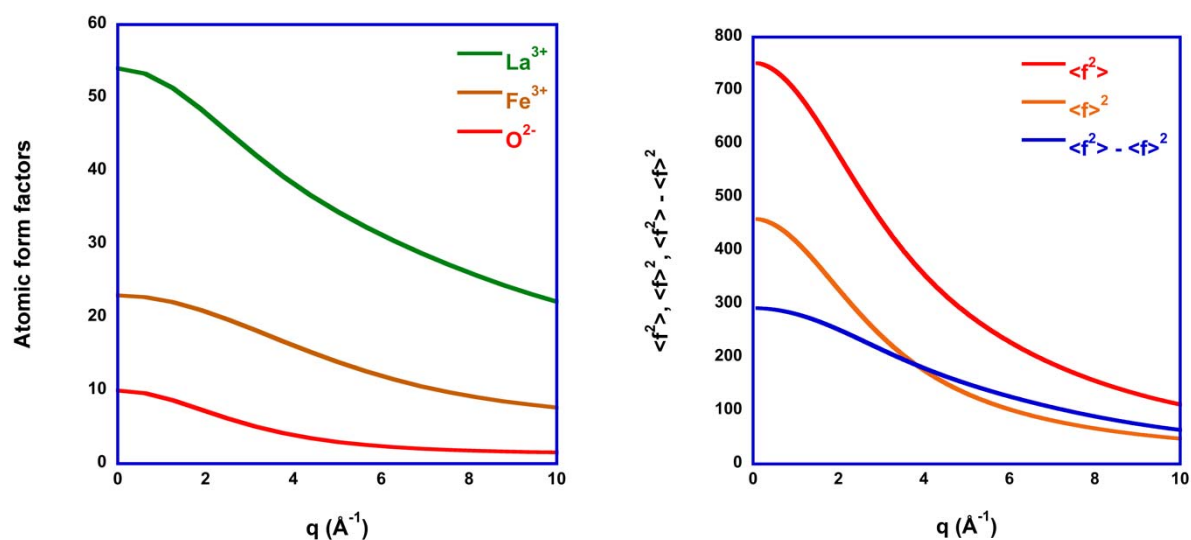 Atomic form factors
60
50
40
30
20
10
0
La³⁺
Fe³⁺
O²⁻
0 2 4 6 8 10
q (Å⁻¹)
<f²>, <f>², <f²> - <f>²
800
700
600
500
400
300
200
100
0
<f²>
<f>²
<f²> - <f>²
0 2 4 6 8 10
q (Å⁻¹)